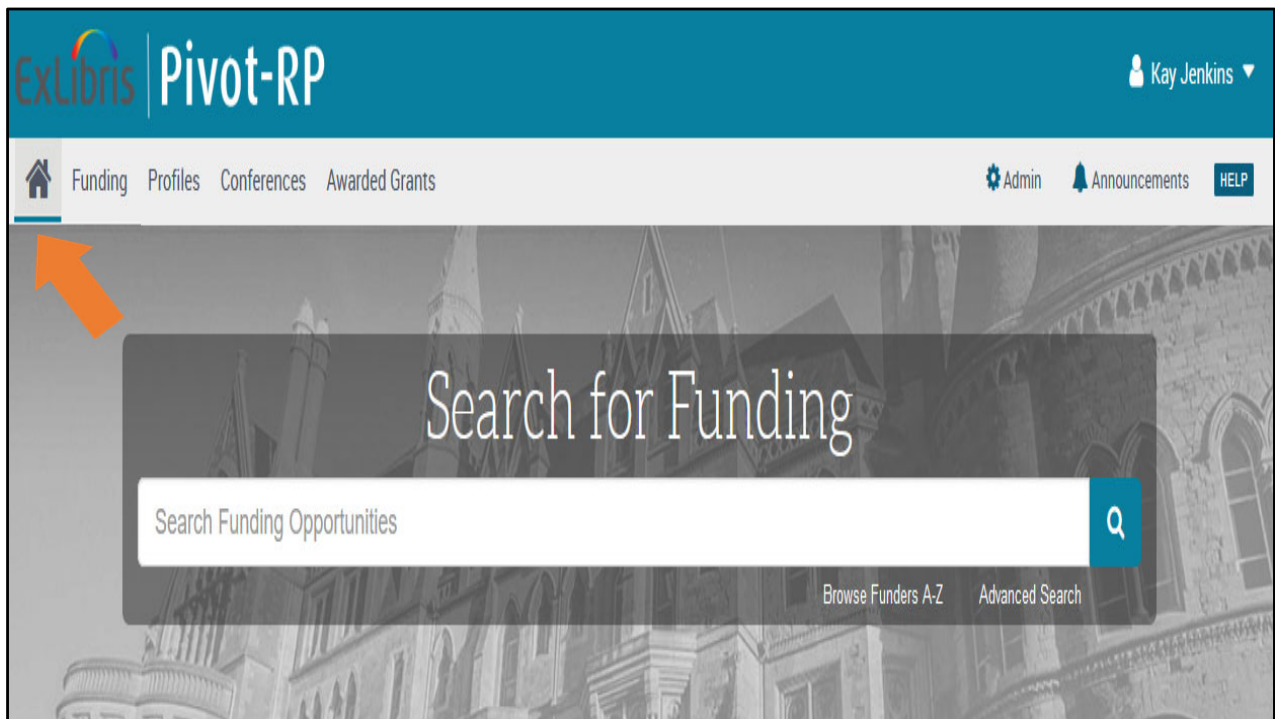 ExLibris Pivot-RP
Kay Jenkins
Funding Profiles Conferences Awarded Grants
Admin Announcements HELP
Search for Funding
Search Funding Opportunities
Browse Funders A-Z Advanced Search